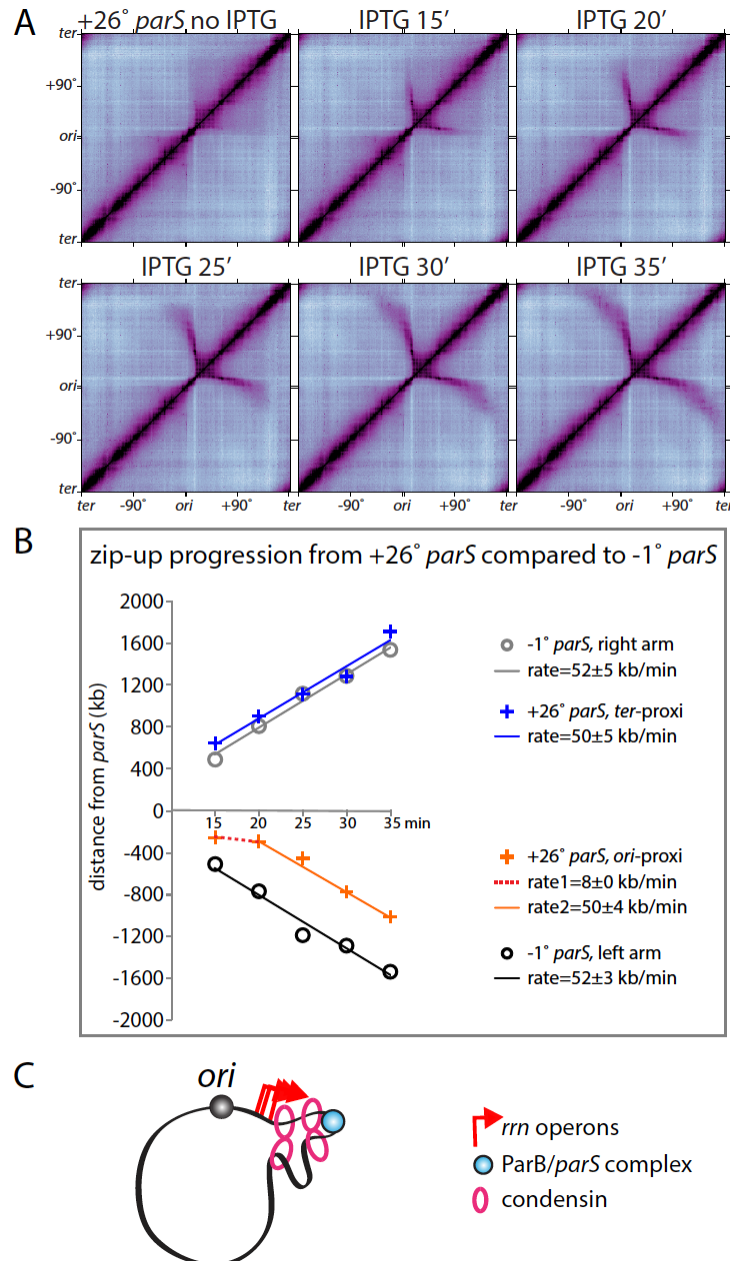 A
+26° parS no IPTG
IPTG 15′
IPTG 20′
ter
+90°
ori
-90°
ter
IPTG 25′
IPTG 30′
IPTG 35′
ter
+90°
ori
-90°
ter
ter -90° ori +90° ter
-90° ori +90°
-90° ori +90° ter
B
zip-up progression from +26° parS compared to -1° parS
distance from parS (kb)
2000
1600
1200
800
400
0
-400
-800
-1200
-1600
-2000
15 20 25 30 35 min
-1° parS, right arm
rate=52±5 kb/min
+26° parS, ter-proxi
rate=50±5 kb/min
+26° parS, ori-proxi
rate1=8±0 kb/min
rate2=50±4 kb/min
-1° parS, left arm
rate=52±3 kb/min
C
ori
rrn operons
ParB/parS complex
condensin